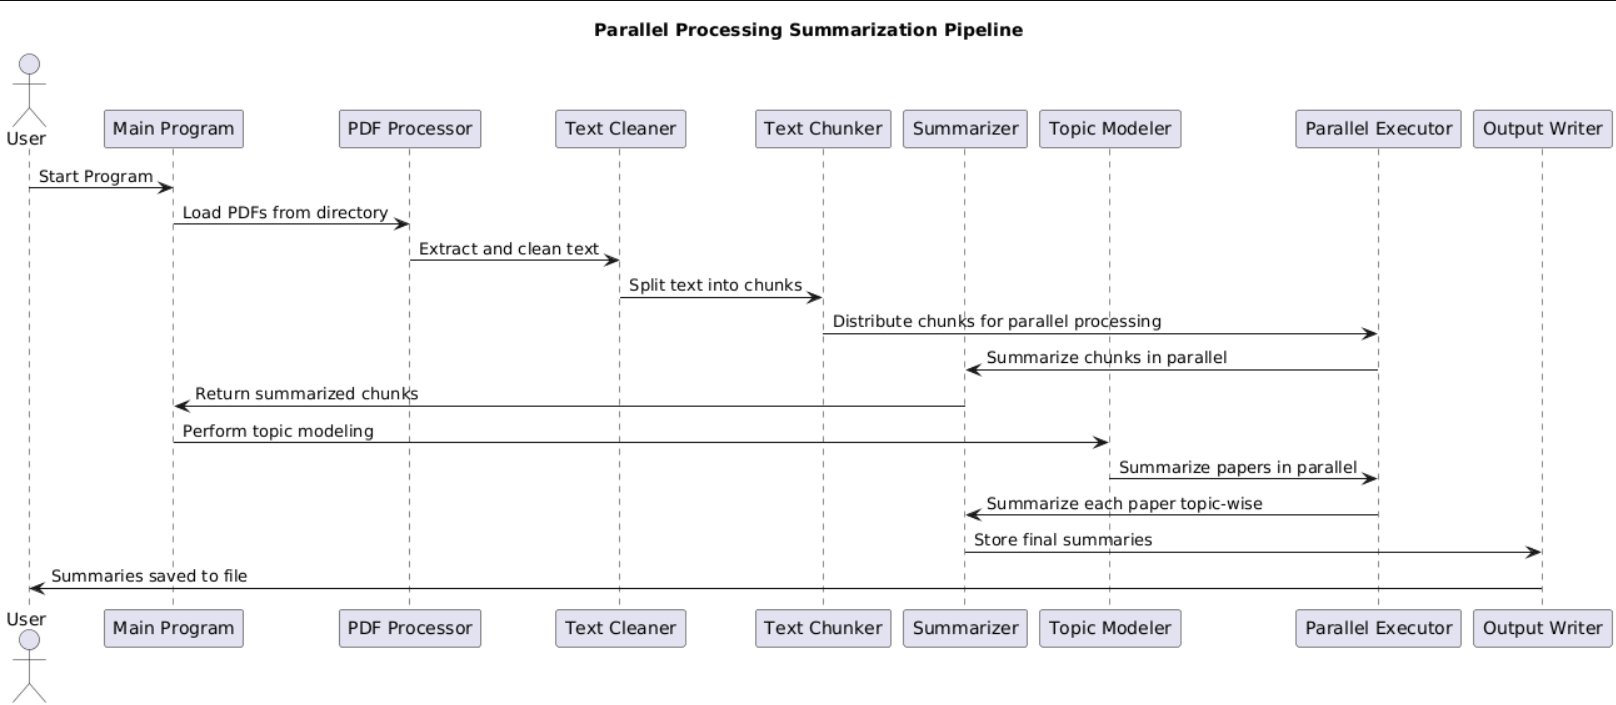 Parallel Processing Summarization Pipeline
User
Main Program
PDF Processor
Text Cleaner
Text Chunker
Summarizer
Topic Modeler
Parallel Executor
Output Writer
Start Program
Load PDFs from directory
Extract and clean text
Split text into chunks
Distribute chunks for parallel processing
Summarize chunks in parallel
Return summarized chunks
Perform topic modeling
Summarize papers in parallel
Summarize each paper topic-wise
Store final summaries
Summaries saved to file
User
Main Program
PDF Processor
Text Cleaner
Text Chunker
Summarizer
Topic Modeler
Parallel Executor
Output Writer